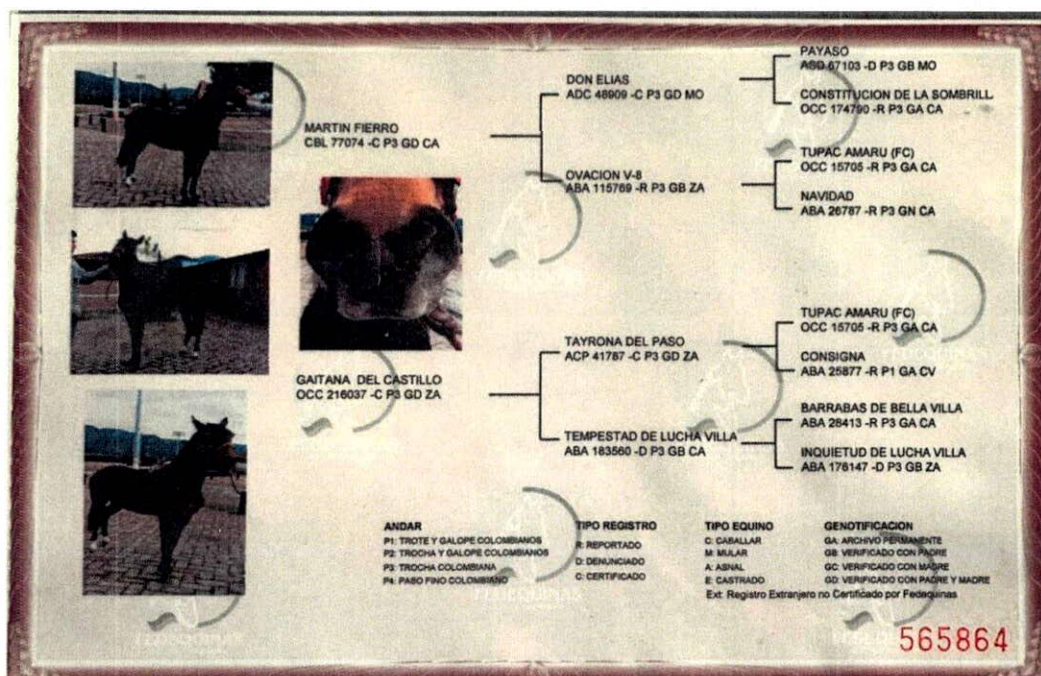 MARTIN FIERRO
CBL 77074 -C P3 GD CA
DON ELIAS
ADC 48909 -C P3 GD MO
OVACION V-8
ABA 115769 -R P3 GB ZA
PAYASO
ASD 67103 -D P3 GB MO
CONSTITUCION DE LA SOMBRILL
OCC 174790 -R P3 GA CA
TUPAC AMARU (FC)
OCC 15705 -R P3 GA CA
NAVIDAD
ABA 26787 -R P3 GN CA
GAITANA DEL CASTILLO
OCC 216037 -C P3 GD ZA
TAYRONA DEL PASO
ACP 41787 -C P3 GD ZA
TEMPESTAD DE LUCHA VILLA
ABA 183560 -D P3 GB CA
TUPAC AMARU (FC)
OCC 15705 -R P3 GA CA
CONSIGNA
ABA 25877 -R P1 GA CV
BARRABAS DE BELLA VILLA
ABA 28413 -R P3 GA CA
INQUIETUD DE LUCHA VILLA
ABA 178147 -D P3 GB ZA
ANDAR
P1: TROTE Y GALOPE COLOMBIANOS
P2: TROCHA Y GALOPE COLOMBIANOS
P3: TROCHA COLOMBIANA
P4: PASO FINO COLOMBIANO
TIPO REGISTRO
R: REPORTADO
D: DENUNCIADO
C: CERTIFICADO
TIPO EQUINO
C: CABALLAR
M: MULAR
A: ASNAL
E: CASTRADO
GENOTIFICACION
GA: ARCHIVO PERMANENTE
GB: VERIFICADO CON PADRE
GC: VERIFICADO CON MADRE
GD: VERIFICADO CON PADRE Y MADRE
Ext: Registro Extranjero no Certificado por Fedequinas
FEDEQUINAS
565864